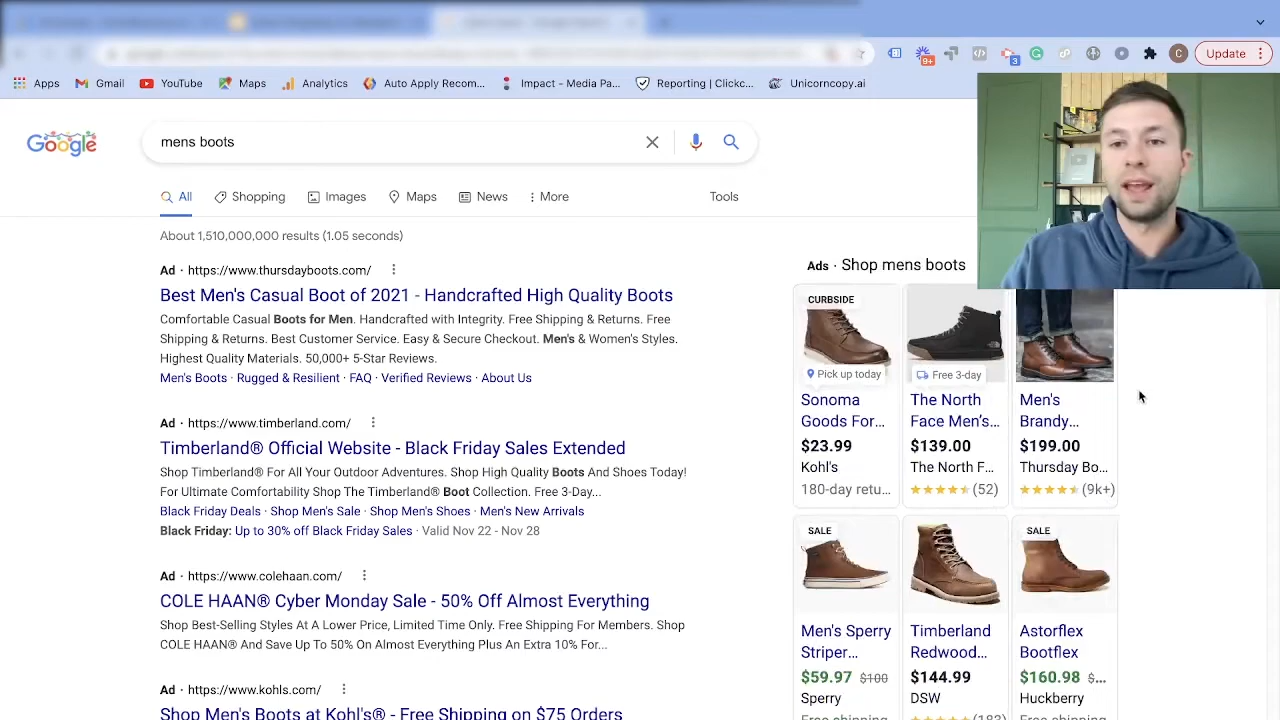 Update
Apps
Gmail
YouTube
Maps
Analytics
Auto Apply Recom...
Impact – Media Pa...
Reporting | Clickc...
Unicorncopy.ai
9+
3
C
Google
mens boots
All
Shopping
Images
Maps
News
More
Tools
About 1,510,000,000 results (1.05 seconds)
Ad · https://www.thursdayboots.com/
Best Men's Casual Boot of 2021 - Handcrafted High Quality Boots
Comfortable Casual Boots for Men. Handcrafted with Integrity. Free Shipping & Returns. Free
Shipping & Returns. Best Customer Service. Easy & Secure Checkout. Men's & Women's Styles.
Highest Quality Materials. 50,000+ 5-Star Reviews.
Men's Boots · Rugged & Resilient · FAQ · Verified Reviews · About Us
Ad · https://www.timberland.com/
Timberland® Official Website - Black Friday Sales Extended
Shop Timberland® For All Your Outdoor Adventures. Shop High Quality Boots And Shoes Today!
For Ultimate Comfortability Shop The Timberland® Boot Collection. Free 3-Day...
Black Friday Deals · Shop Men's Sale · Shop Men's Shoes · Men's New Arrivals
Black Friday: Up to 30% off Black Friday Sales · Valid Nov 22 - Nov 28
Ad · https://www.colehaan.com/
COLE HAAN® Cyber Monday Sale - 50% Off Almost Everything
Shop Best-Selling Styles At A Lower Price, Limited Time Only. Free Shipping For Members. Shop
COLE HAAN® And Save Up To 50% On Almost Everything Plus An Extra 10% For...
Ad · https://www.kohls.com/
Shop Men's Boots at Kohl's® - Free Shipping on $75 Orders
Ads · Shop mens boots
CURBSIDE
Pick up today
Sonoma
Goods For...
$23.99
Kohl's
180-day retu...
Free 3-day
The North
Face Men's...
$139.00
The North F...
(52)
Men's
Brandy...
$199.00
Thursday Bo...
(9k+)
SALE
Men's Sperry
Striper...
$59.97 $100
Sperry
Free shipping
Timberland
Redwood...
$144.99
DSW
(183)
SALE
Astorflex
Bootflex
$160.98 $...
Huckberry
Free shipping